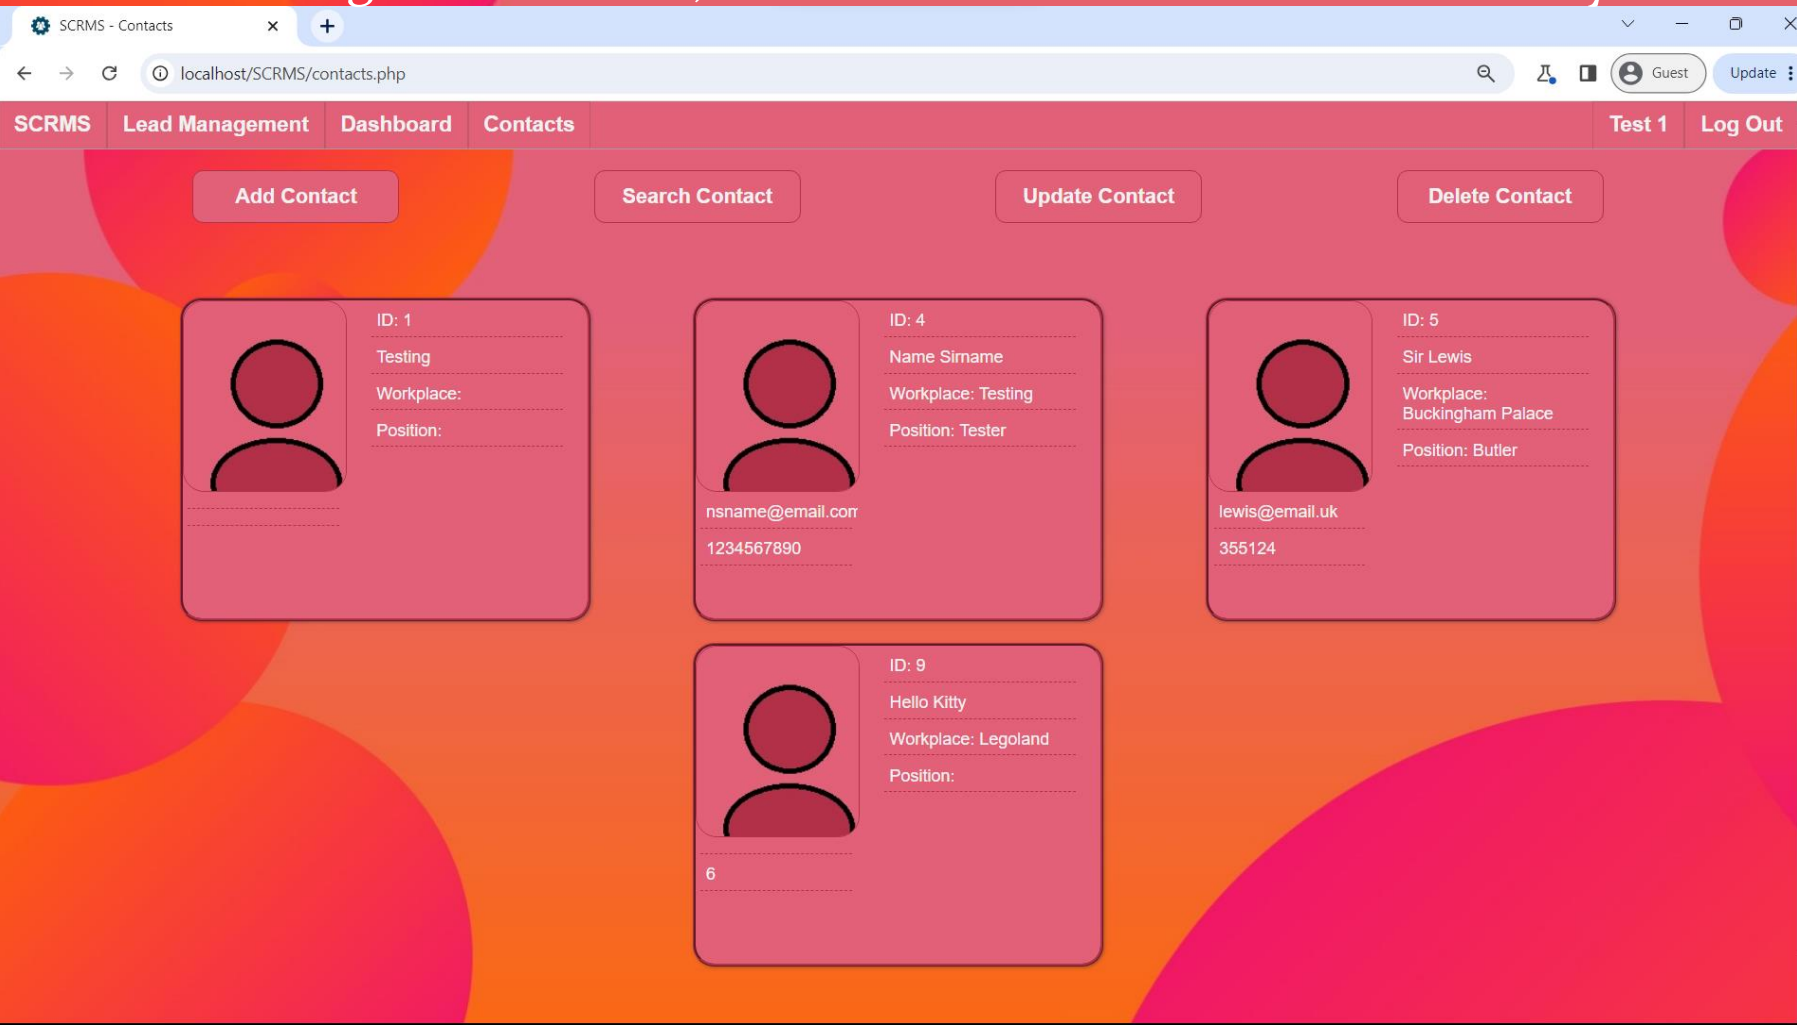 SCRMS - Contacts
localhost/SCRMS/contacts.php
Guest
Update
SCRMS
Lead Management
Dashboard
Contacts
Test 1
Log Out
Add Contact
Search Contact
Update Contact
Delete Contact
ID: 1
Testing
Workplace:
Position:
ID: 4
Name Sirname
Workplace: Testing
Position: Tester
nsname@email.com
1234567890
ID: 5
Sir Lewis
Workplace:
Buckingham Palace
Position: Butler
lewis@email.uk
355124
ID: 9
Hello Kitty
Workplace: Legoland
Position:
6